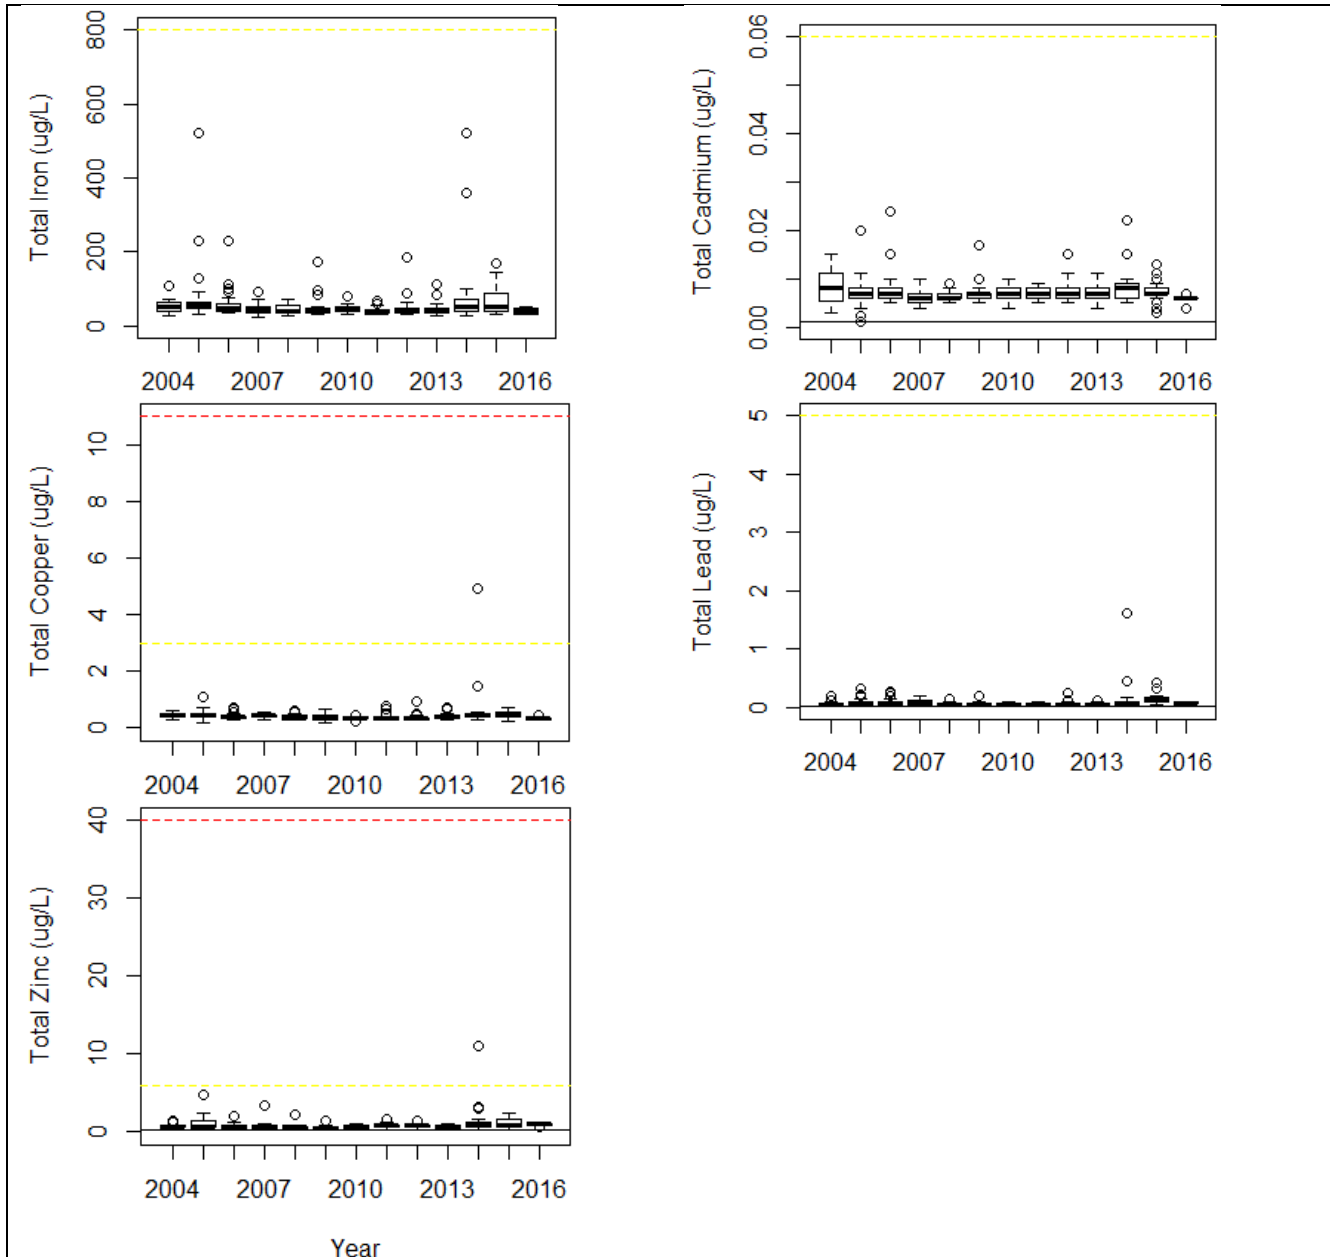 Total Iron (ug/L)
800
600
400
200
0
2004 2007 2010 2013 2016
Total Cadmium (ug/L)
0.06
0.04
0.02
0.00
2004 2007 2010 2013 2016
Total Copper (ug/L)
10
8
6
4
2
0
2004 2007 2010 2013 2016
Total Lead (ug/L)
5
4
3
2
1
0
2004 2007 2010 2013 2016
Total Zinc (ug/L)
40
30
20
10
0
2004 2007 2010 2013 2016
Year